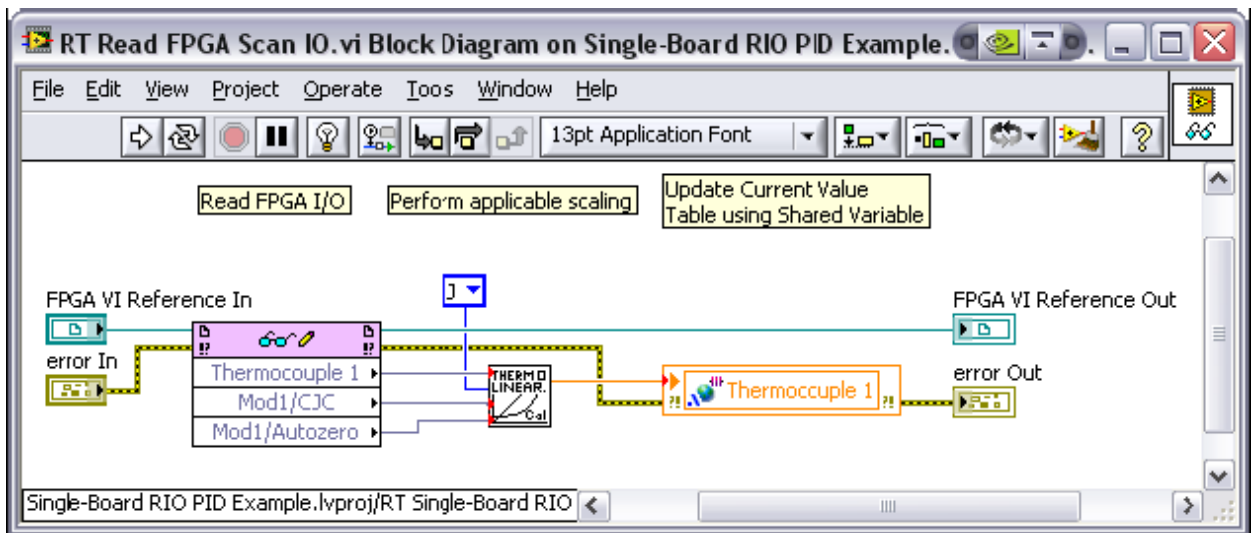 RT Read FPGA Scan IO.vi Block Diagram on Single-Board RIO PID Example.
File Edit View Project Operate Toos Window Help
13pt Application Font
Read FPGA I/O
Perform applicable scaling
Update Current Value
Table using Shared Variable
J
FPGA VI Reference In
FPGA VI Reference Out
error In
Thermocouple 1
THERMO
LINEAR.
Cal
Thermoccuple 1
error Out
Mod1/CJC
Mod1/Autozero
Single-Board RIO PID Example.lvproj/RT Single-Board RIO